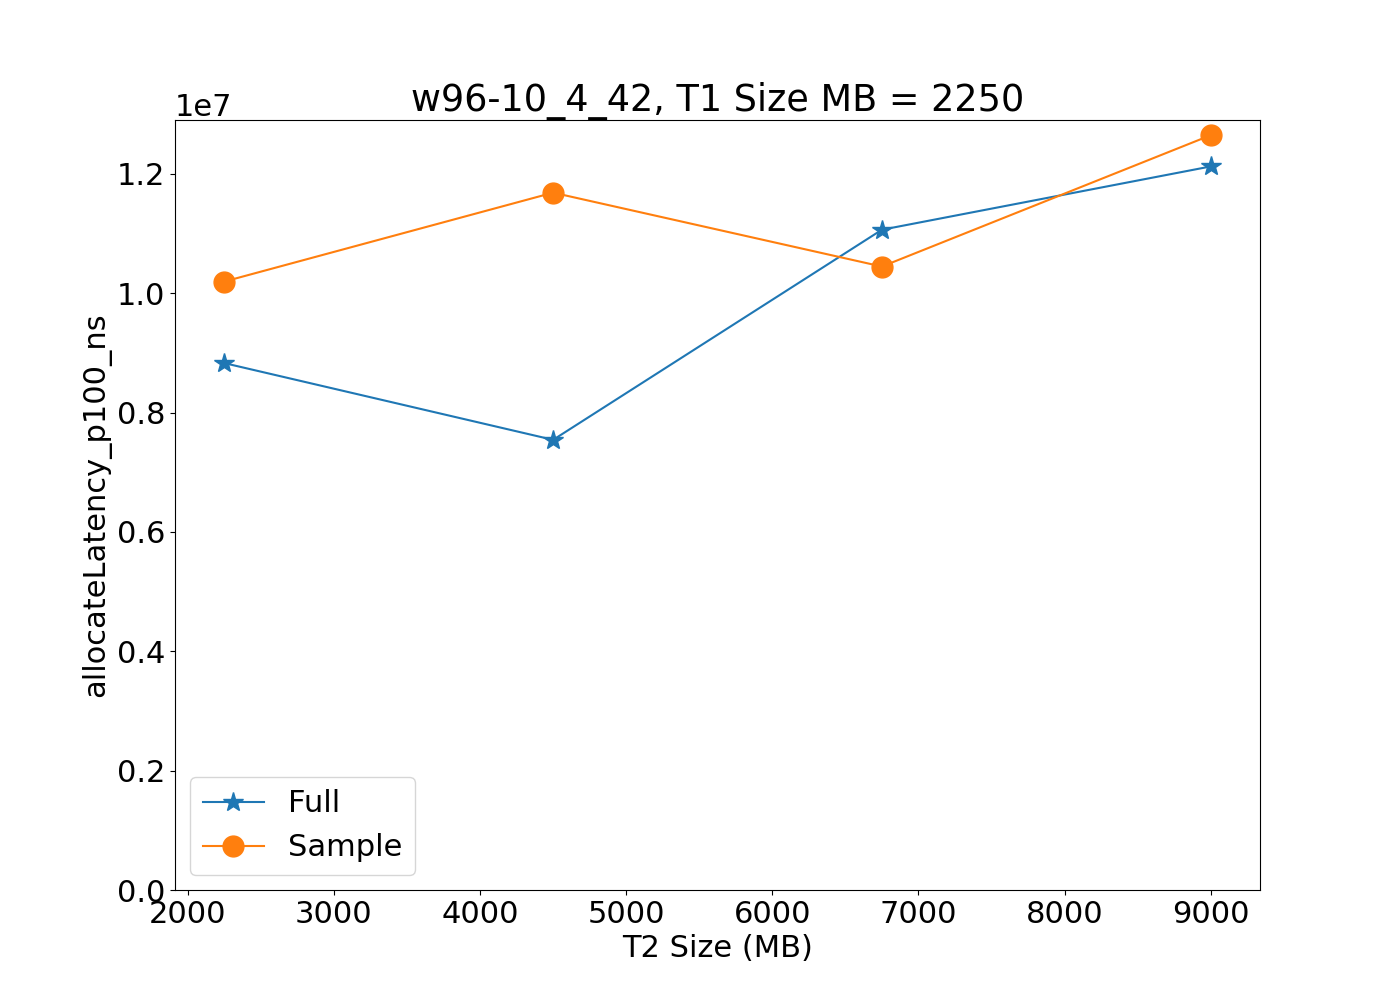 w96-10_4_42, T1 Size MB = 2250
1e7
1.2
1.0
0.8
0.6
0.4
0.2
0.0
allocateLatency_p100_ns
Full
Sample
2000 3000 4000 5000 6000 7000 8000 9000
T2 Size (MB)